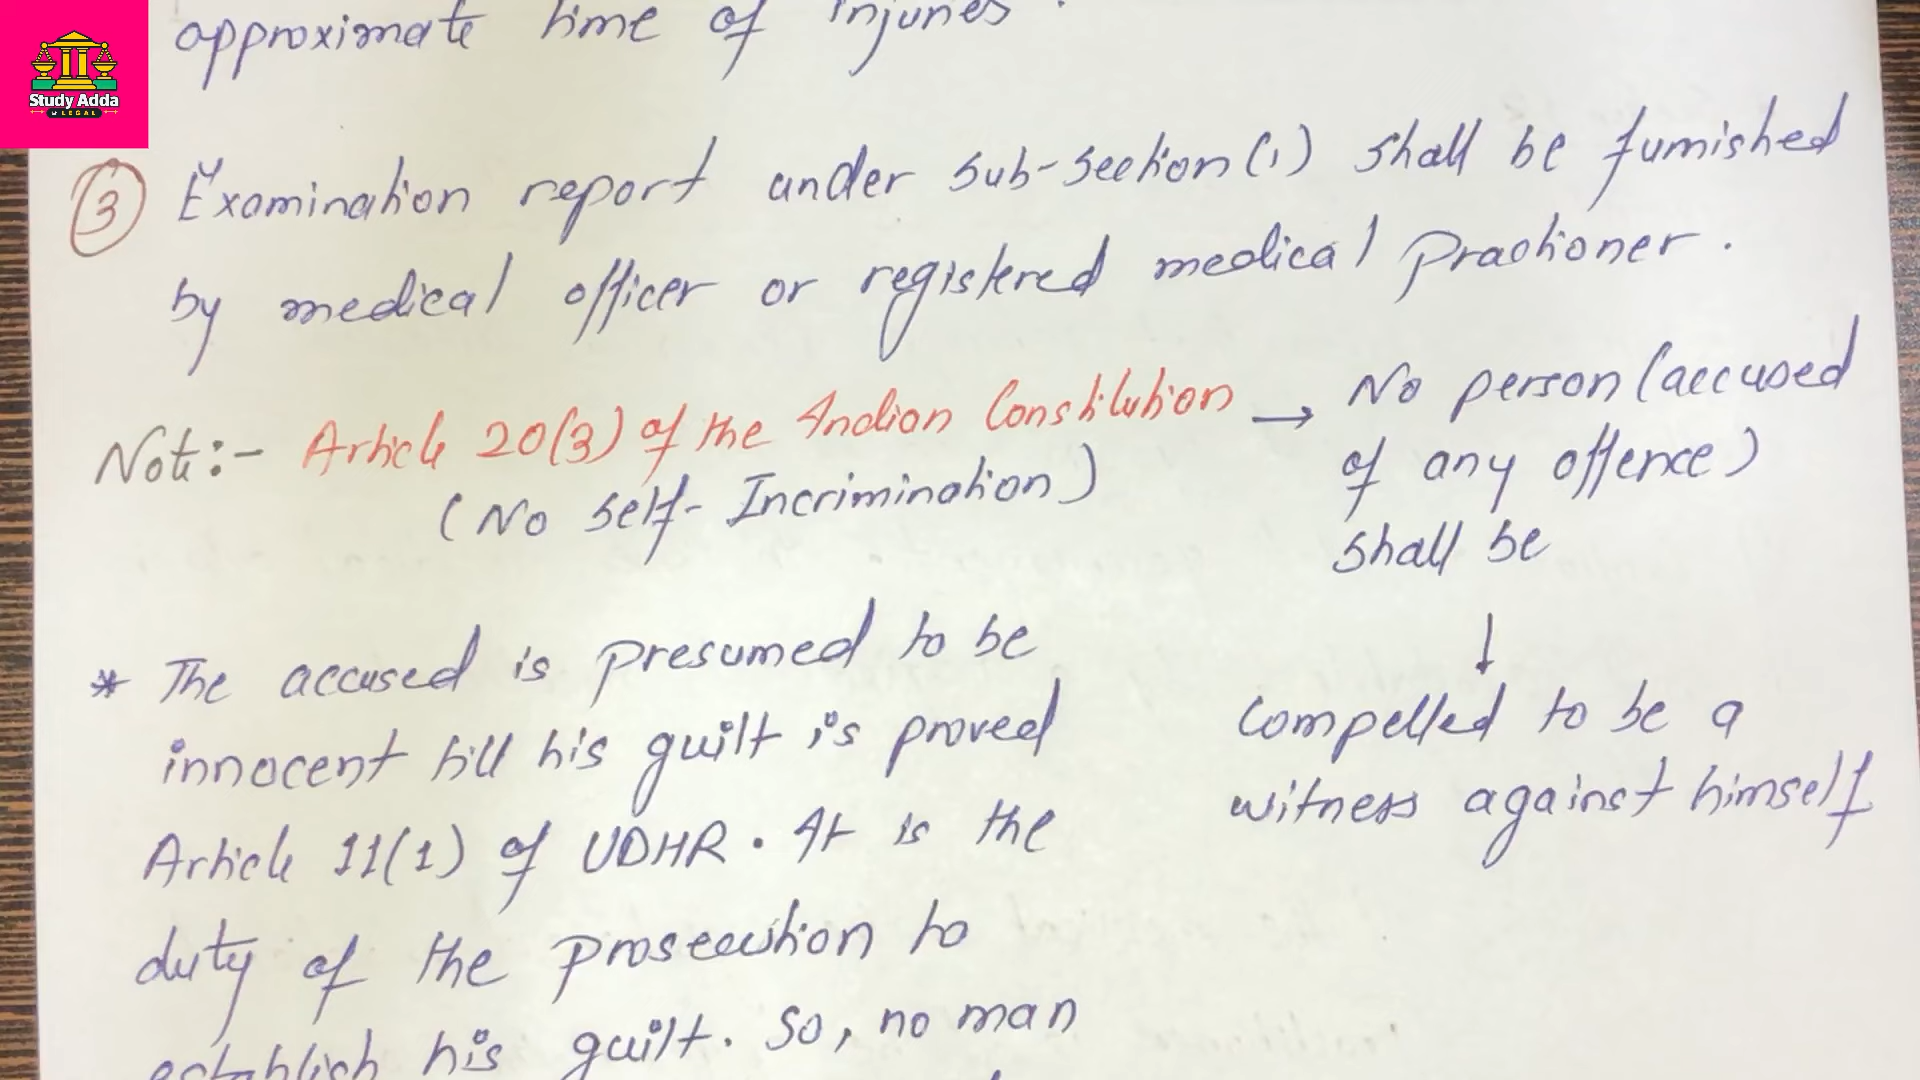 Study Adda
LEGAL
approximate time of injuries.
3 Examination report under sub-section (1) shall be furnished
by medical officer or registered medical Practioner.
Note:- Article 20(3) of the Indian Constitution → No person (accused
(No Self-Incrimination)
of any offence)
shall be
↓
compelled to be a
witness against himself
* The accused is presumed to be
innocent till his guilt is proved
Article 11(1) of UDHR. It is the
duty of the prosecution to
establish his guilt. So, no man